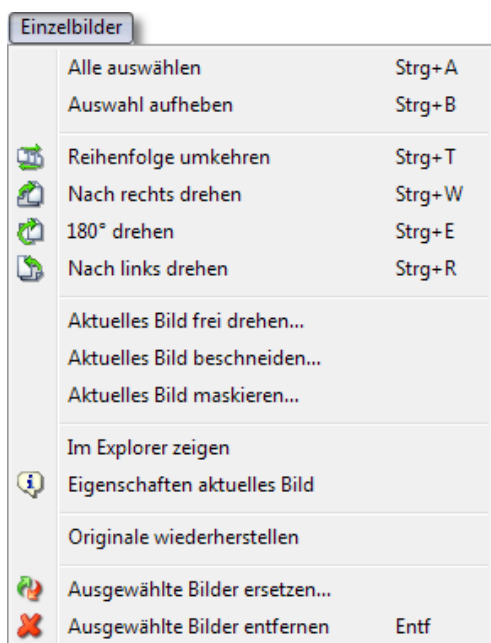 Einzelbilder
Alle auswählen Strg+A
Auswahl aufheben Strg+B
Reihenfolge umkehren Strg+T
Nach rechts drehen Strg+W
180° drehen Strg+E
Nach links drehen Strg+R
Aktuelles Bild frei drehen...
Aktuelles Bild beschneiden...
Aktuelles Bild maskieren...
Im Explorer zeigen
Eigenschaften aktuelles Bild
Originale wiederherstellen
Ausgewählte Bilder ersetzen...
Ausgewählte Bilder entfernen Entf